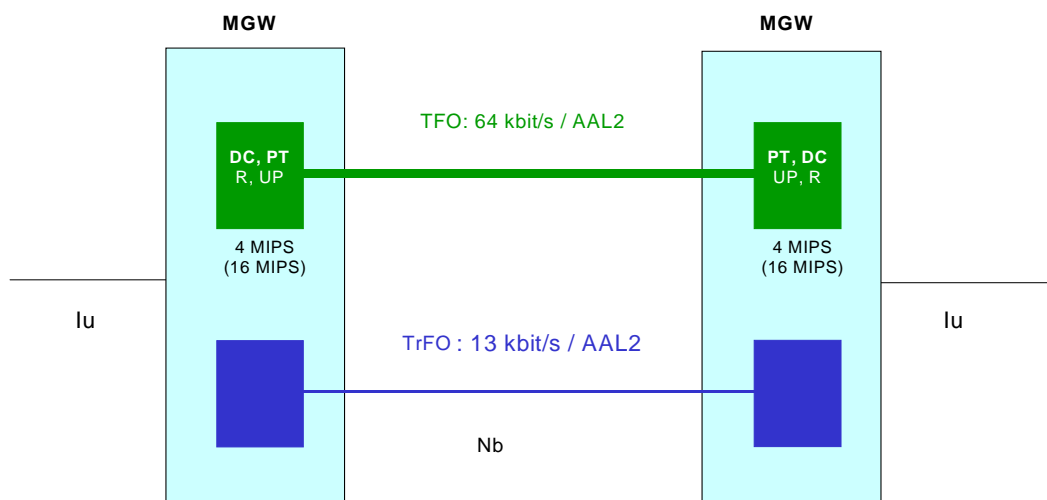 MGW
MGW
TFO: 64 kbit/s / AAL2
DC, PT
R, UP
PT, DC
UP, R
4 MIPS
(16 MIPS)
4 MIPS
(16 MIPS)
Iu
Iu
TrFO : 13 kbit/s / AAL2
Nb